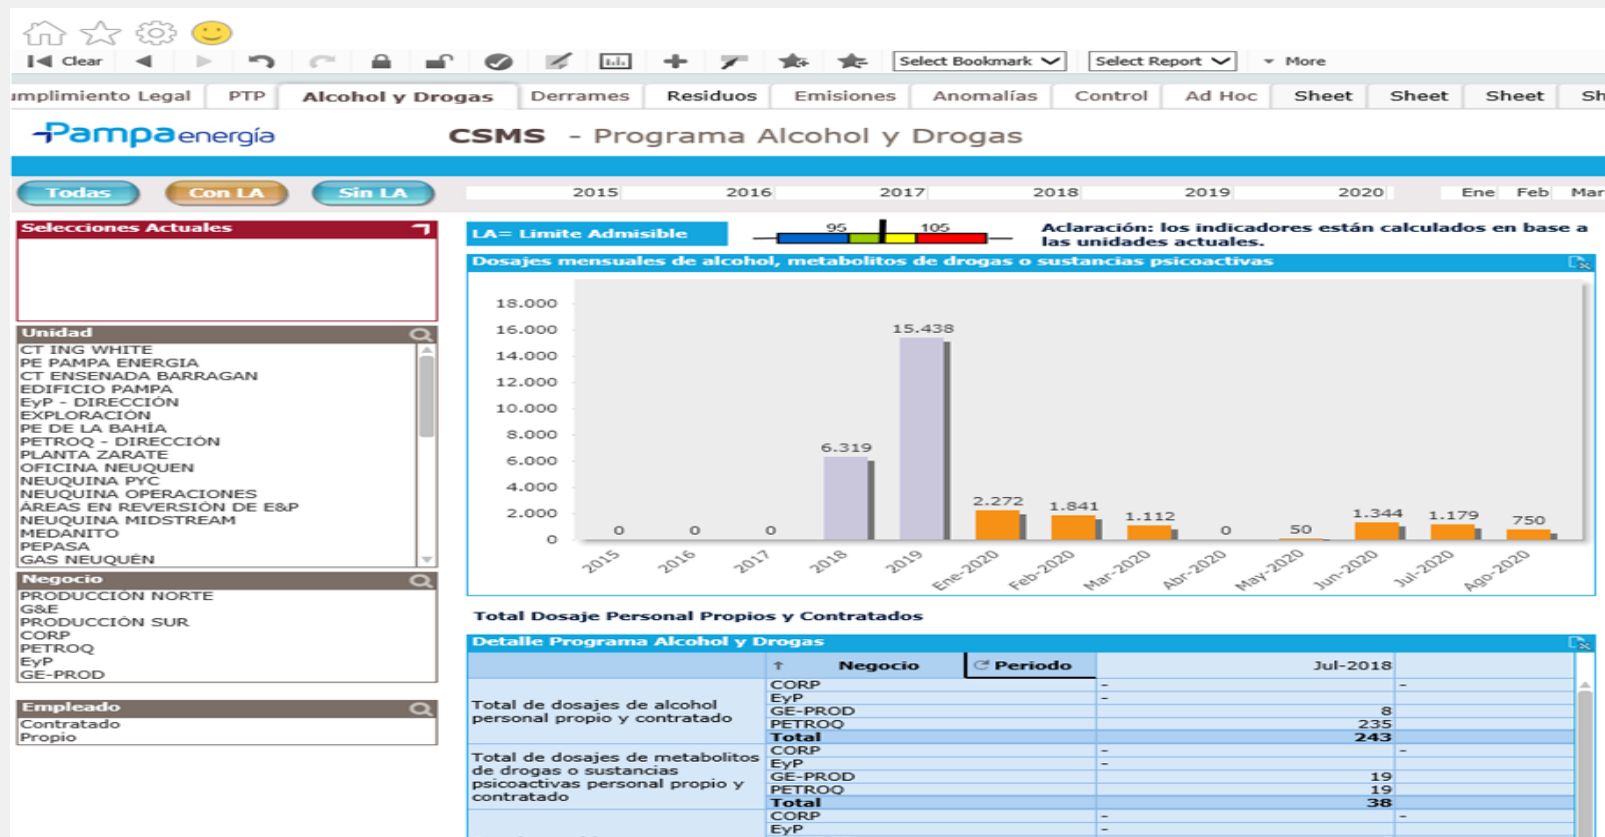 Clear
Select Bookmark
Select Report
More
umplimiento Legal
PTP
Alcohol y Drogas
Derrames
Residuos
Emisiones
Anomalías
Control
Ad Hoc
Sheet
Sheet
Sheet
Sh
Pampaenergía
CSMS - Programa Alcohol y Drogas
Todas
Con LA
Sin LA
2015
2016
2017
2018
2019
2020
Ene
Feb
Mar
Selecciones Actuales
Unidad
CT ING WHITE
PE PAMPA ENERGIA
CT ENSENADA BARRAGAN
EDIFICIO PAMPA
EyP - DIRECCIÓN
EXPLORACIÓN
PE DE LA BAHÍA
PETROQ - DIRECCIÓN
PLANTA ZARATE
OFICINA NEUQUEN
NEUQUINA PYC
NEUQUINA OPERACIONES
ÁREAS EN REVERSIÓN DE E&P
NEUQUINA MIDSTREAM
MEDANITO
PEPASA
GAS NEUQUÉN
Negocio
PRODUCCIÓN NORTE
G&E
PRODUCCIÓN SUR
CORP
PETROQ
EyP
GE-PROD
Empleado
Contratado
Propio
LA= Limite Admisible
95
105
Aclaración: los indicadores están calculados en base a
las unidades actuales.
Dosajes mensuales de alcohol, metabolitos de drogas o sustancias psicoactivas
18.000
16.000
14.000
12.000
10.000
8.000
6.000
4.000
2.000
0
0
0
0
6.319
15.438
2.272
1.841
1.112
0
50
1.344
1.179
750
2015
2016
2017
2018
2019
Ene-2020
Feb-2020
Mar-2020
Abr-2020
May-2020
Jun-2020
Jul-2020
Ago-2020
Total Dosaje Personal Propios y Contratados
Detalle Programa Alcohol y Drogas
Negocio
Periodo
Jul-2018
Total de dosajes de alcohol
personal propio y contratado
CORP - -
EyP -
GE-PROD 8
PETROQ 235
Total 243
Total de dosajes de metabolitos
de drogas o sustancias
psicoactivas personal propio y
contratado
CORP - -
EyP -
GE-PROD 19
PETROQ 19
Total 38
CORP - -
EyP -